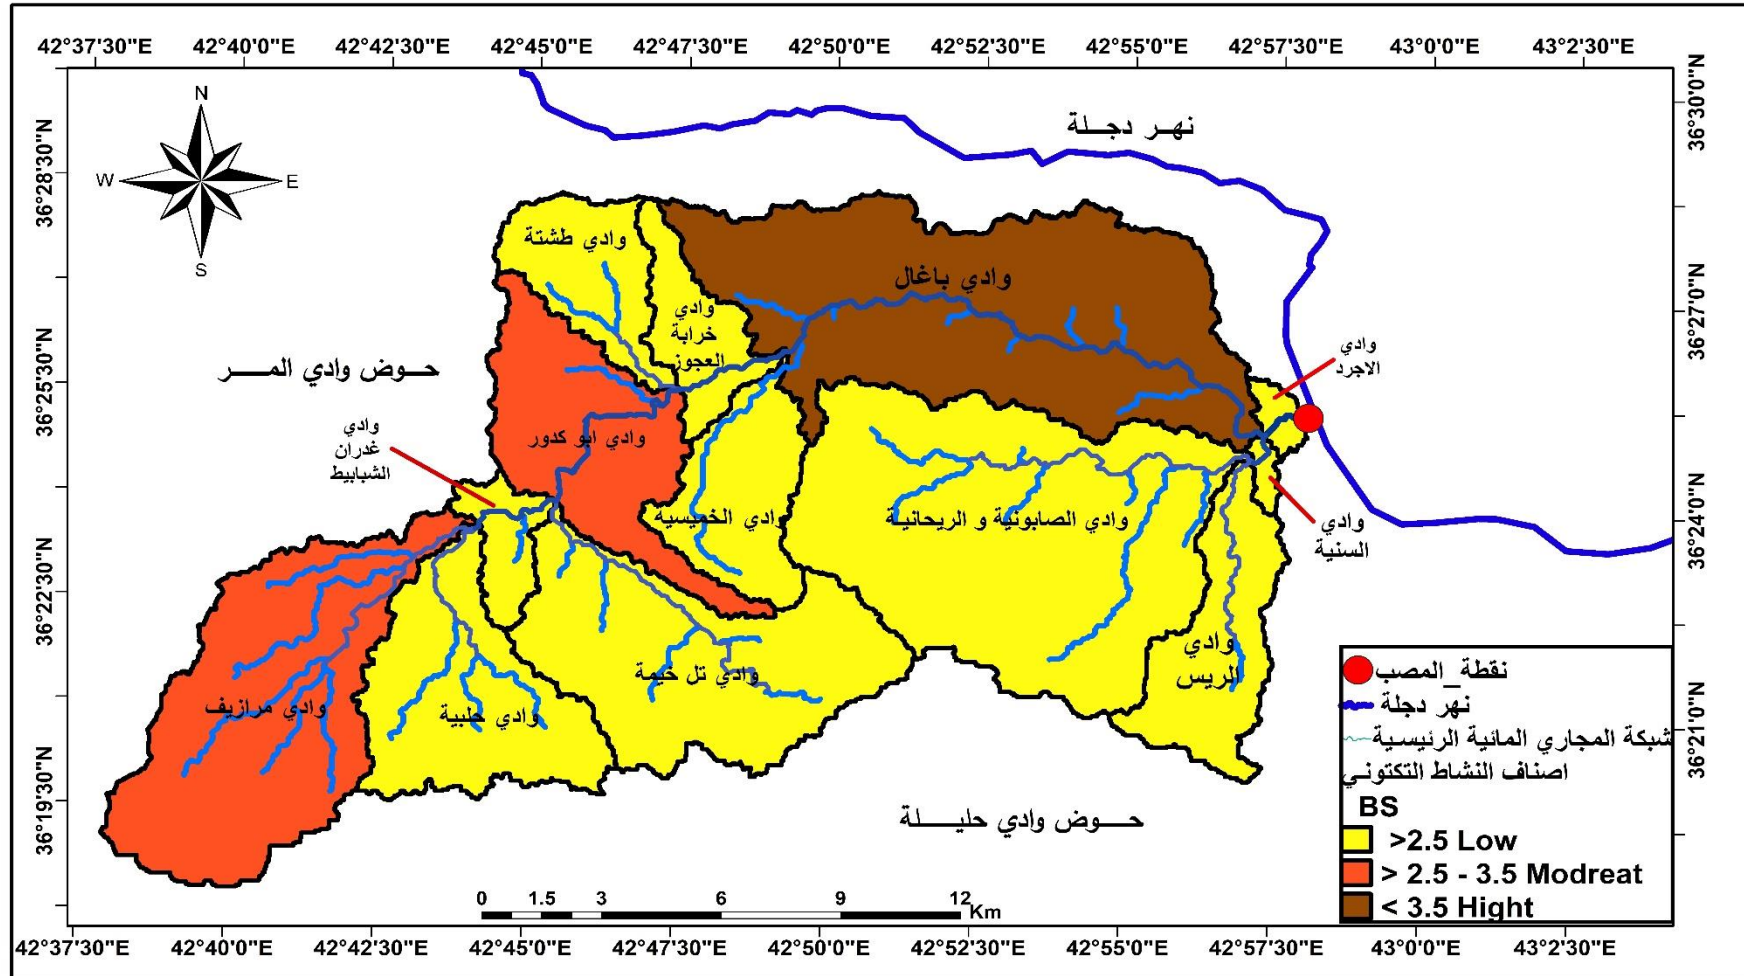 42°37'30"E 42°40'0"E 42°42'30"E 42°45'0"E 42°47'30"E 42°50'0"E 42°52'30"E 42°55'0"E 42°57'30"E 43°0'0"E 43°2'30"E
36°28'30"N
36°25'30"N
36°22'30"N
36°19'30"N
36°30'0"N
36°27'0"N
36°24'0"N
36°21'0"N
N
W E
S
نهـر دجـــلة
وادي طشتة
وادي باغال
وادي
خرابة
العجوز
وادي
الاجرد
حـــوض وادي المـــــر
وادي ابو كدور
وادي
غدران
الشبابيط
وادي الخميسية
وادي الصابونية و الريحانية
وادي
السنية
وادي
الريس
وادي تل خيمة
وادي مرازيف
وادي حلبية
حـــوض وادي حليـــــلة
نقطة_المصب
نهر دجلة
شبكة المجاري المائية الرئيسية
اصناف النشاط التكتوني
BS
>2.5 Low
> 2.5 - 3.5 Modreat
< 3.5 Hight
0 1.5 3 6 9 12
Km
42°37'30"E 42°40'0"E 42°42'30"E 42°45'0"E 42°47'30"E 42°50'0"E 42°52'30"E 42°55'0"E 42°57'30"E 43°0'0"E 43°2'30"E